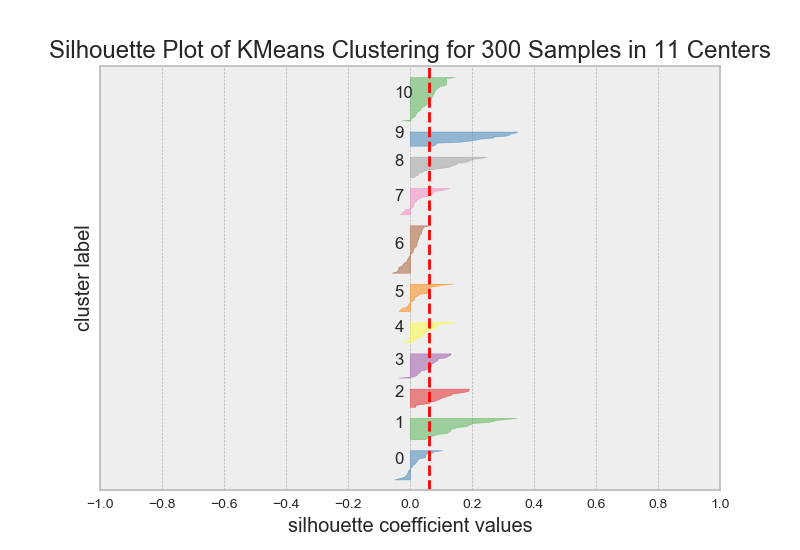 Silhouette Plot of KMeans Clustering for 300 Samples in 11 Centers
10
9
8
7
6
5
4
3
2
1
0
cluster label
−1.0 −0.8 −0.6 −0.4 −0.2 0.0 0.2 0.4 0.6 0.8 1.0
silhouette coefficient values